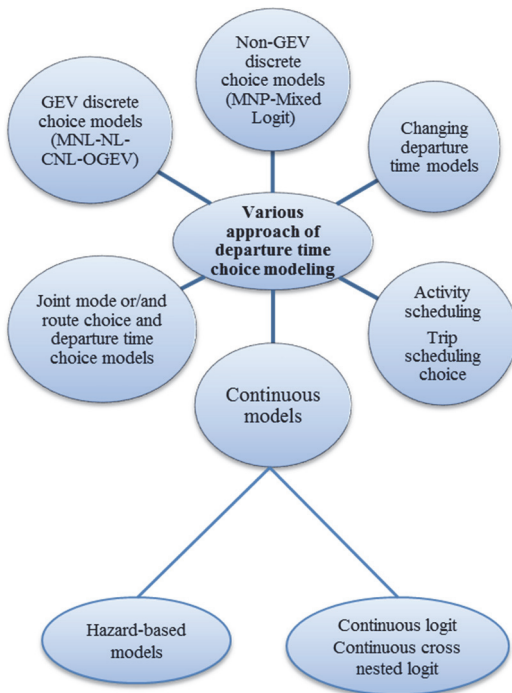 Non-GEV
discrete
choice models
(MNP-Mixed
Logit)
GEV discrete
choice models
(MNL-NL-
CNL-OGEV)
Changing
departure
time models
Various
approach of
departure time
choice modeling
Joint mode or/and
route choice and
departure time
choice models
Activity
scheduling
Trip
scheduling
choice
Continuous
models
Hazard-based
models
Continuous logit
Continuous cross
nested logit